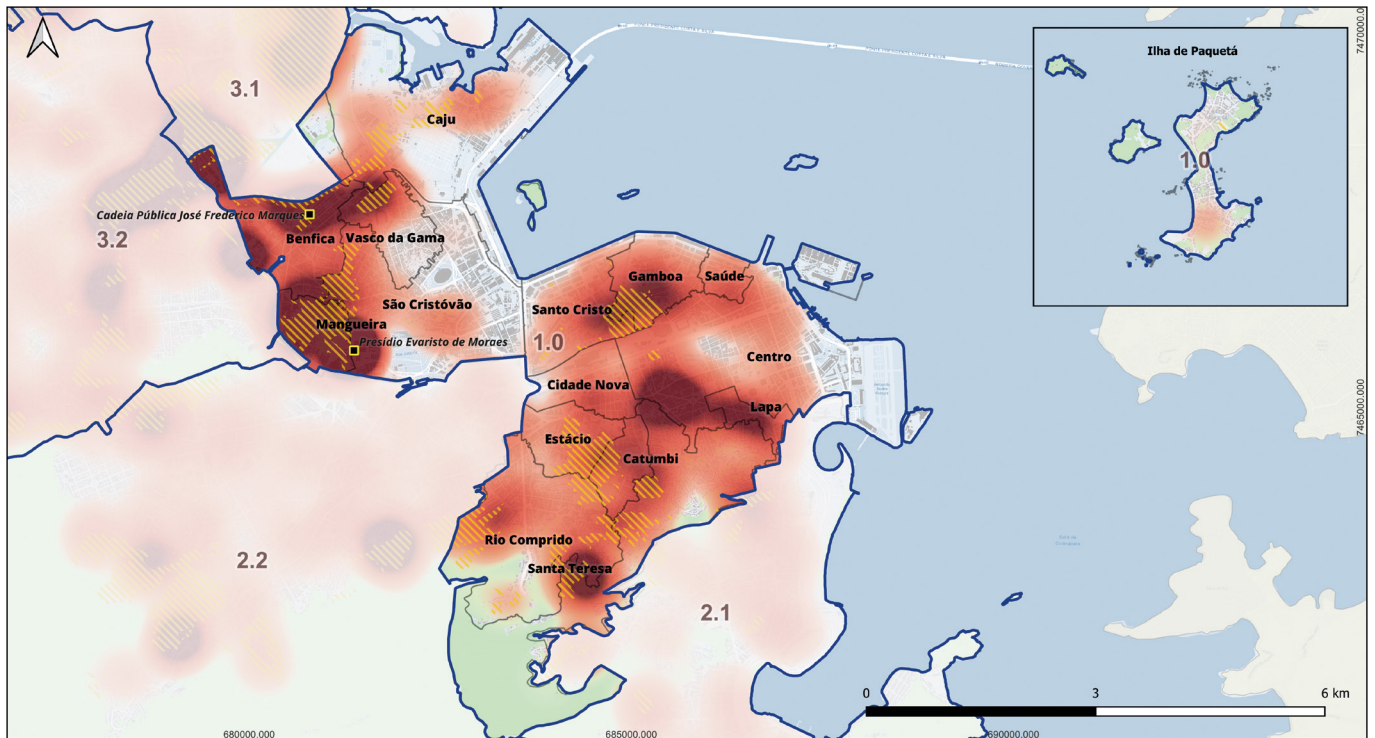 7470000.0
Ilha de Paquetá
3.1
Caju
1.0
Cadeia Pública José Frederico Marques
3.2
Benfica
Vasco da Gama
Gamboa
Saúde
São Cristóvão
Santo Cristo
Mangueira
Presídio Evaristo de Moraes
1.0
Centro
Cidade Nova
Lapa
7465000.000
Estácio
Catumbi
Rio Comprido
2.2
Santa Teresa
2.1
0 3 6 km
680000.000 685000.000 690000.000